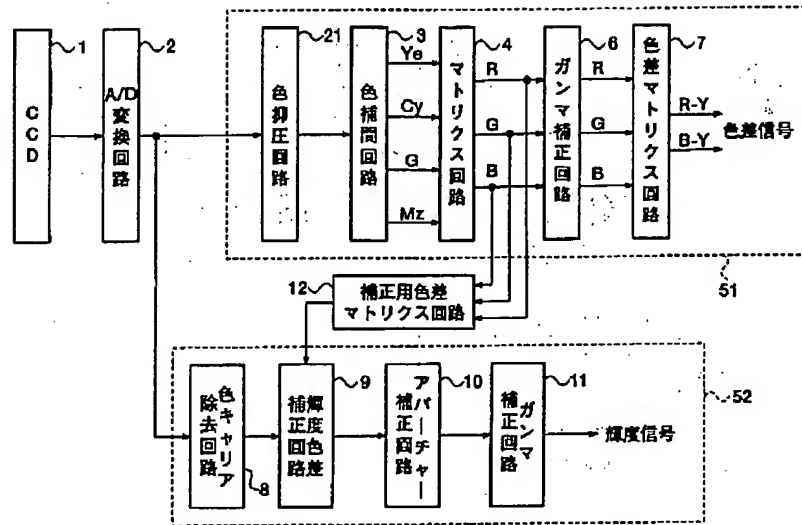 1
2
21
3
4
6
7
CCD
A/D変換回路
色抑圧回路
色補間回路
Ye
Cy
G
Mz
マトリクス回路
R
G
B
ガンマ補正回路
R
G
B
色差マトリクス回路
R-Y
B-Y
色差信号
51
12
補正用色差
マトリクス回路
色キャリア
除去回路
8
輝度色差
補正回路
9
アパーチャー
補正回路
10
ガンマ
補正回路
11
輝度信号
52